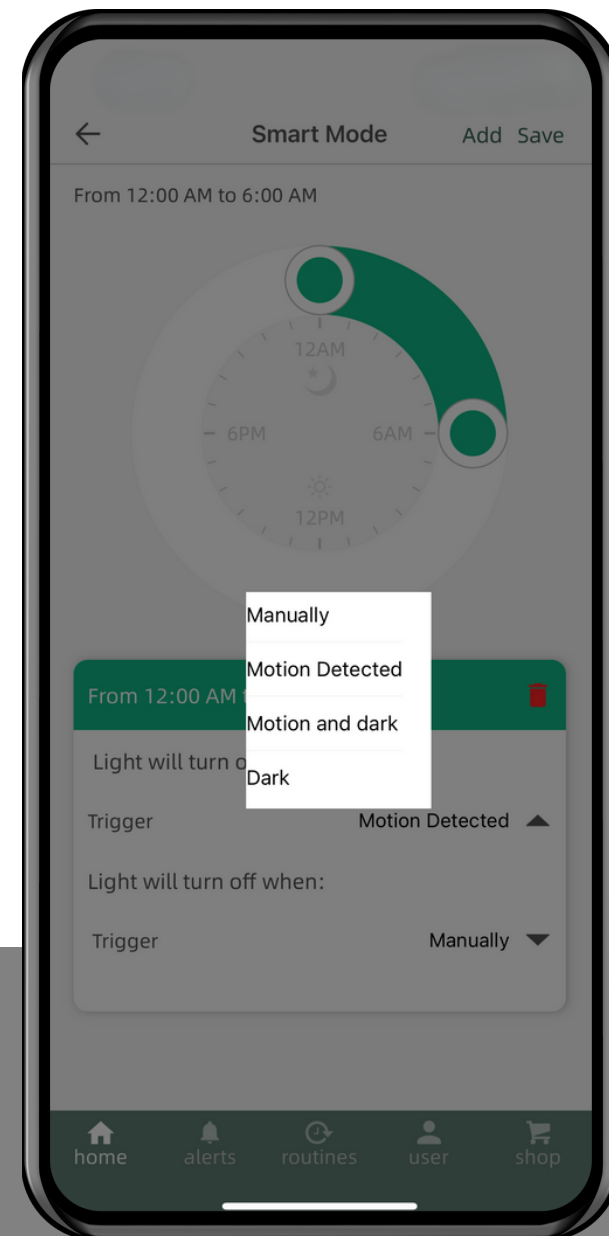 Smart Mode Add Save
From 12:00 AM to 6:00 AM
12AM
6PM 6AM
12PM
Manually
Motion Detected
Motion and dark
Dark
From 12:00 AM
Light will turn
Trigger Motion Detected
Light will turn off when:
Trigger Manually
home alerts routines user shop